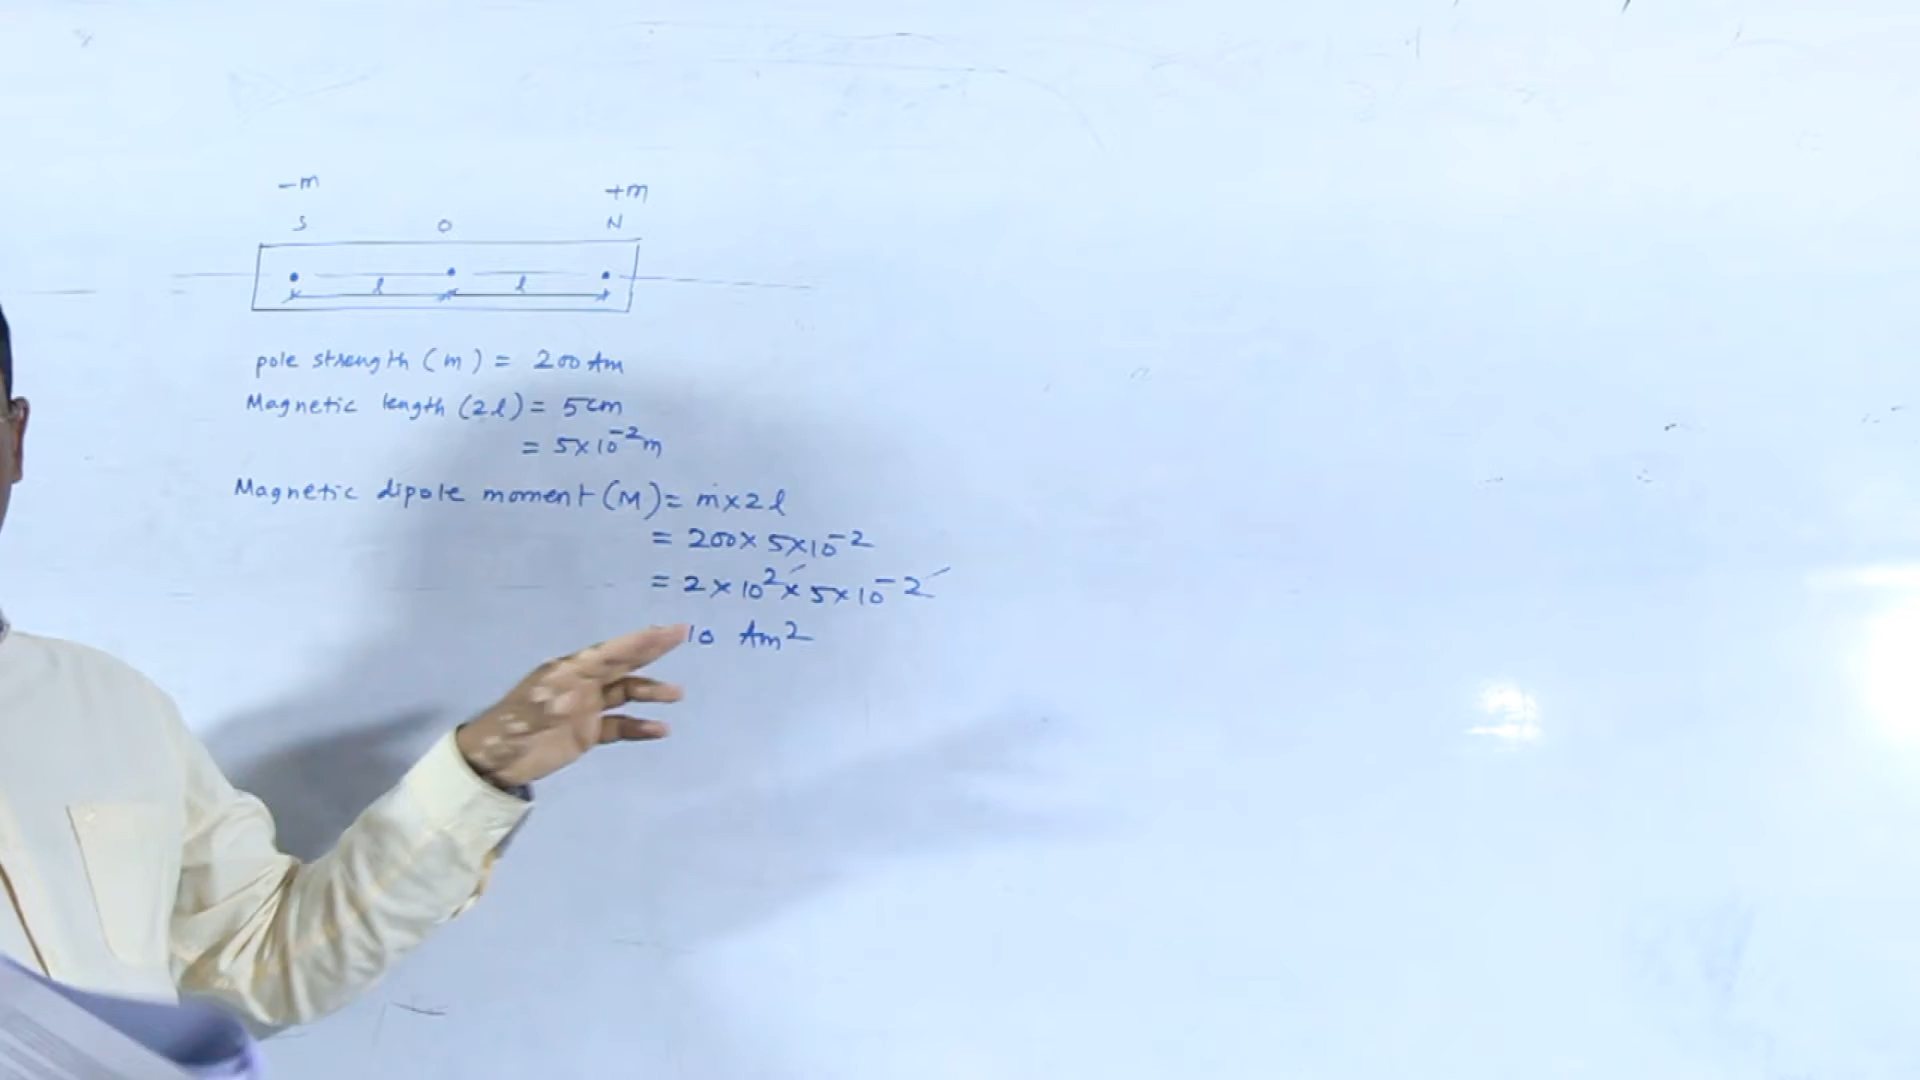 -m +m
S O N
l l
pole strength (m) = 200 Am
Magnetic length (2l) = 5cm
= 5×10⁻²m
Magnetic dipole moment (M) = m×2l
= 200×5×10⁻²
= 2×10²×5×10⁻²
= 10 Am²